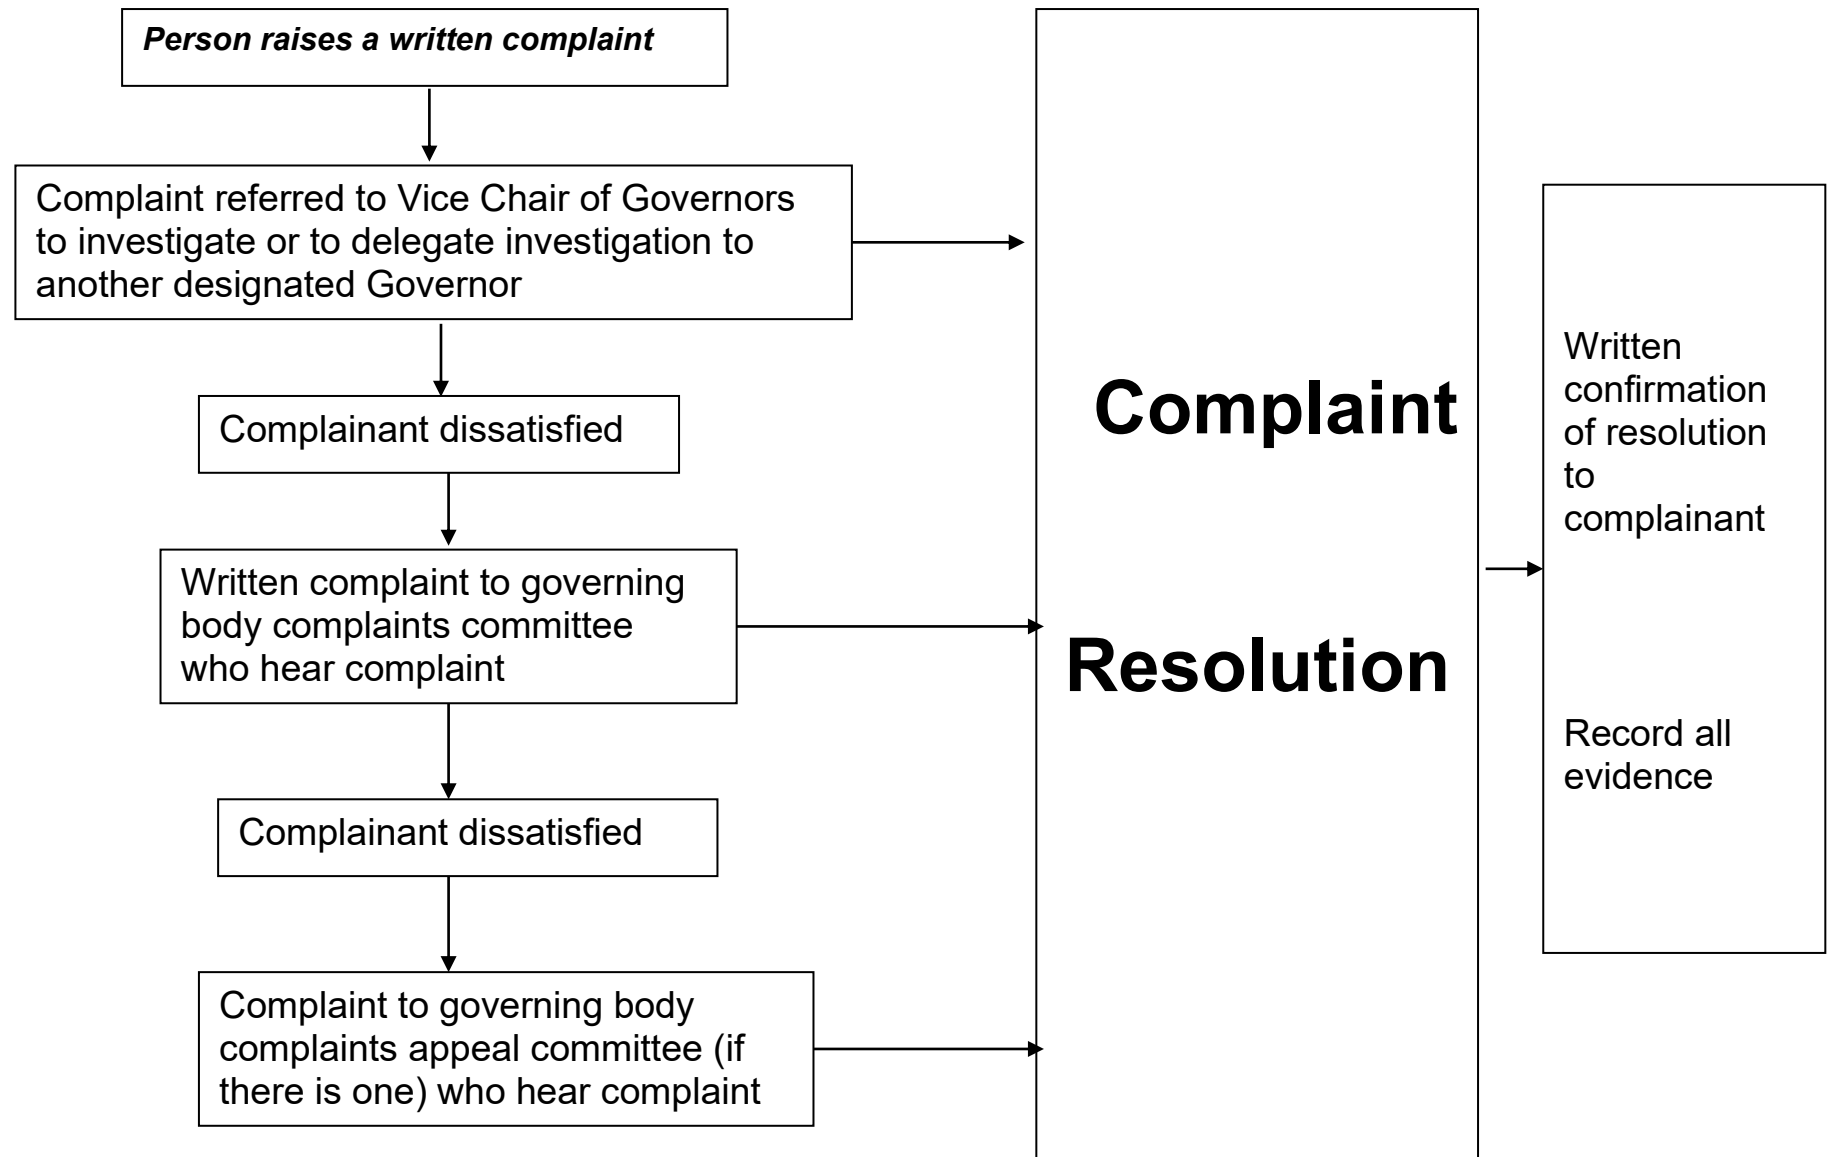 Person raises a written complaint
Complaint referred to Vice Chair of Governors
to investigate or to delegate investigation to
another designated Governor
Complainant dissatisfied
Written complaint to governing
body complaints committee
who hear complaint
Complainant dissatisfied
Complaint to governing body
complaints appeal committee (if
there is one) who hear complaint
Complaint
Resolution
Written
confirmation
of resolution
to
complainant
Record all
evidence